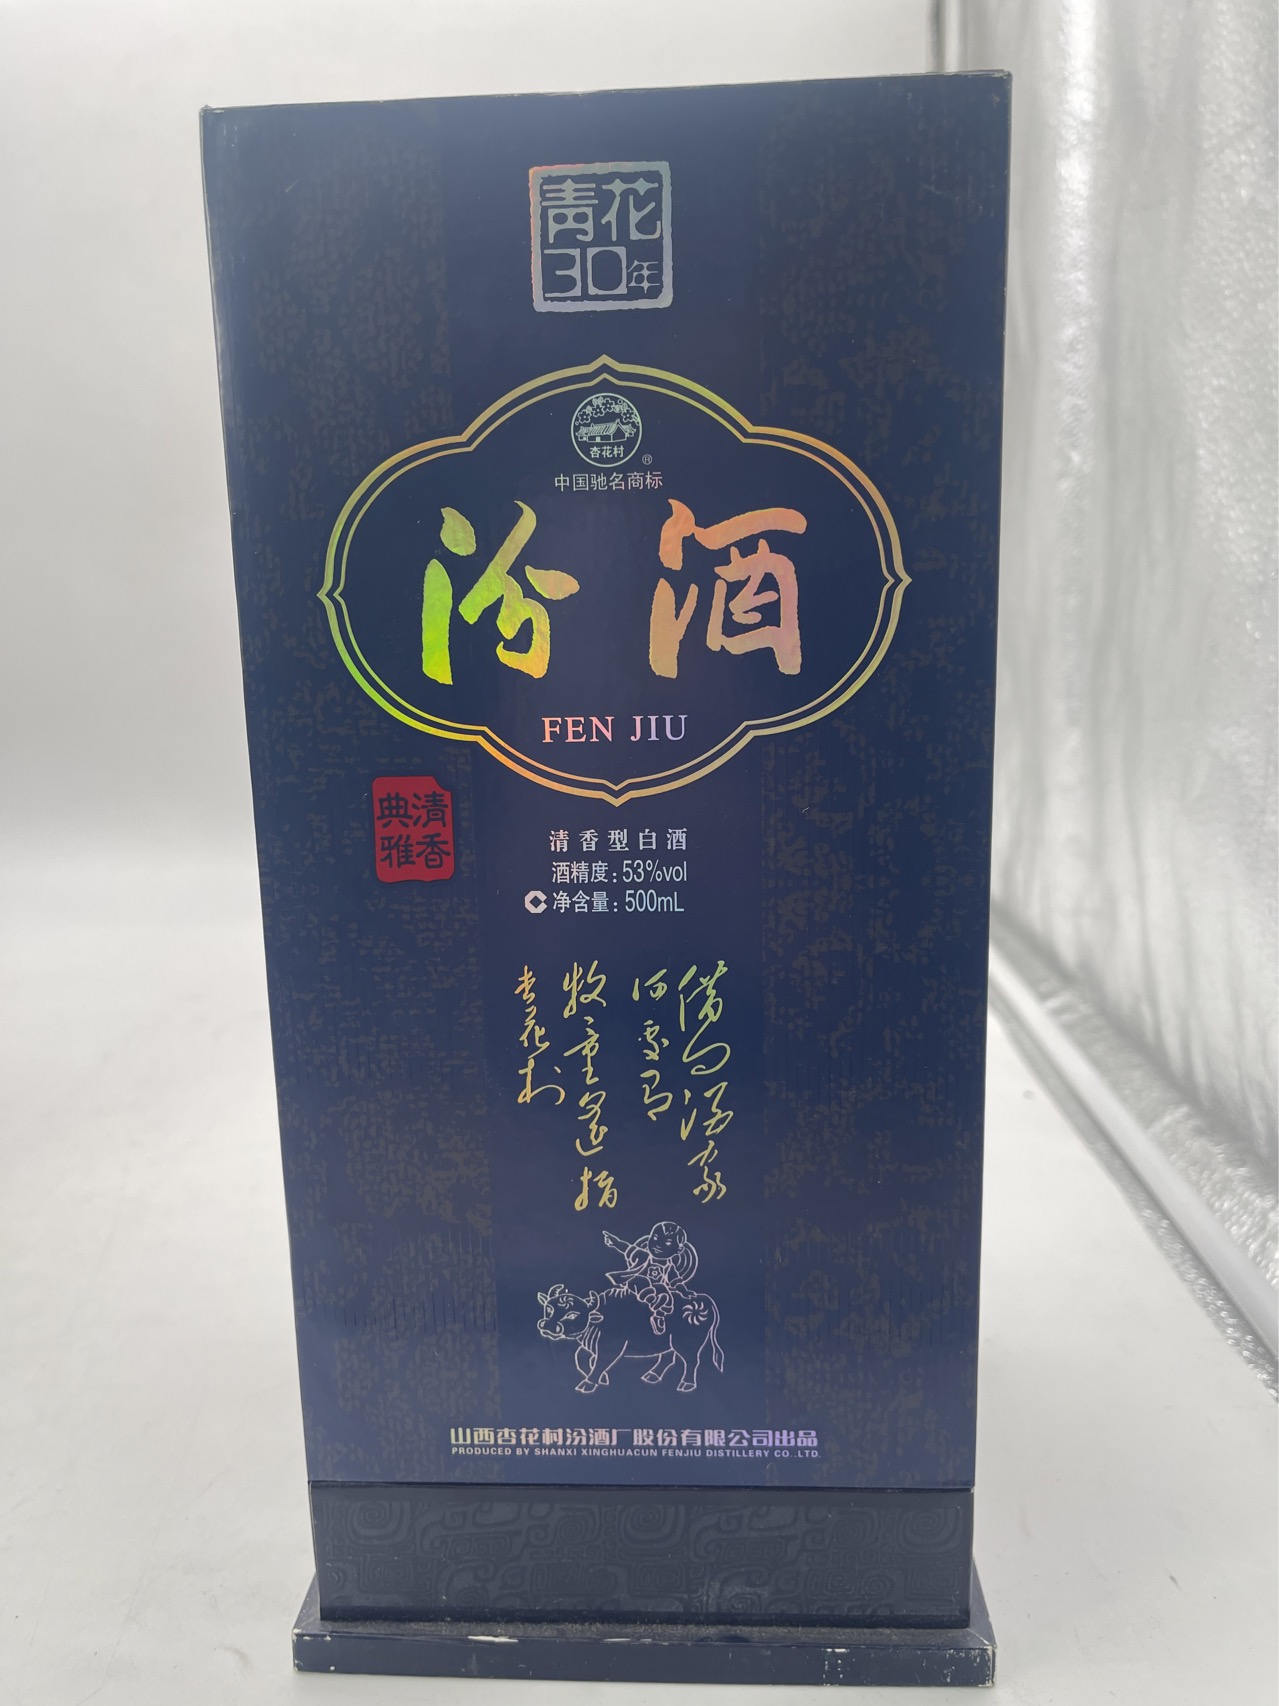 青花
30年
杏花村
®
中国驰名商标
汾酒
FEN JIU
清香
典雅
清香型白酒
酒精度:53%vol
净含量:500mL
借问酒家
何处有
牧童遥指
杏花村
山西杏花村汾酒厂股份有限公司出品
PRODUCED BY SHANXI XINGHUACUN FENJIU DISTILLERY CO.,LTD.